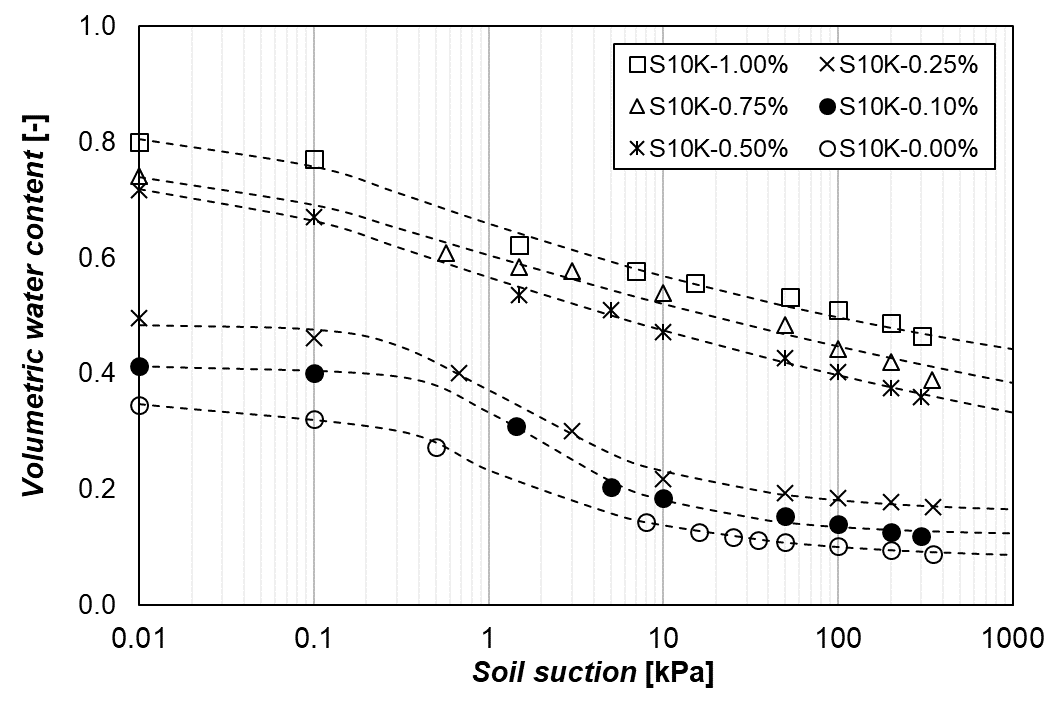 1.0
0.8
0.6
0.4
0.2
0.0
Volumetric water content [-]
S10K-1.00% S10K-0.25%
S10K-0.75% S10K-0.10%
S10K-0.50% S10K-0.00%
0.01 0.1 1 10 100 1000
Soil suction [kPa]